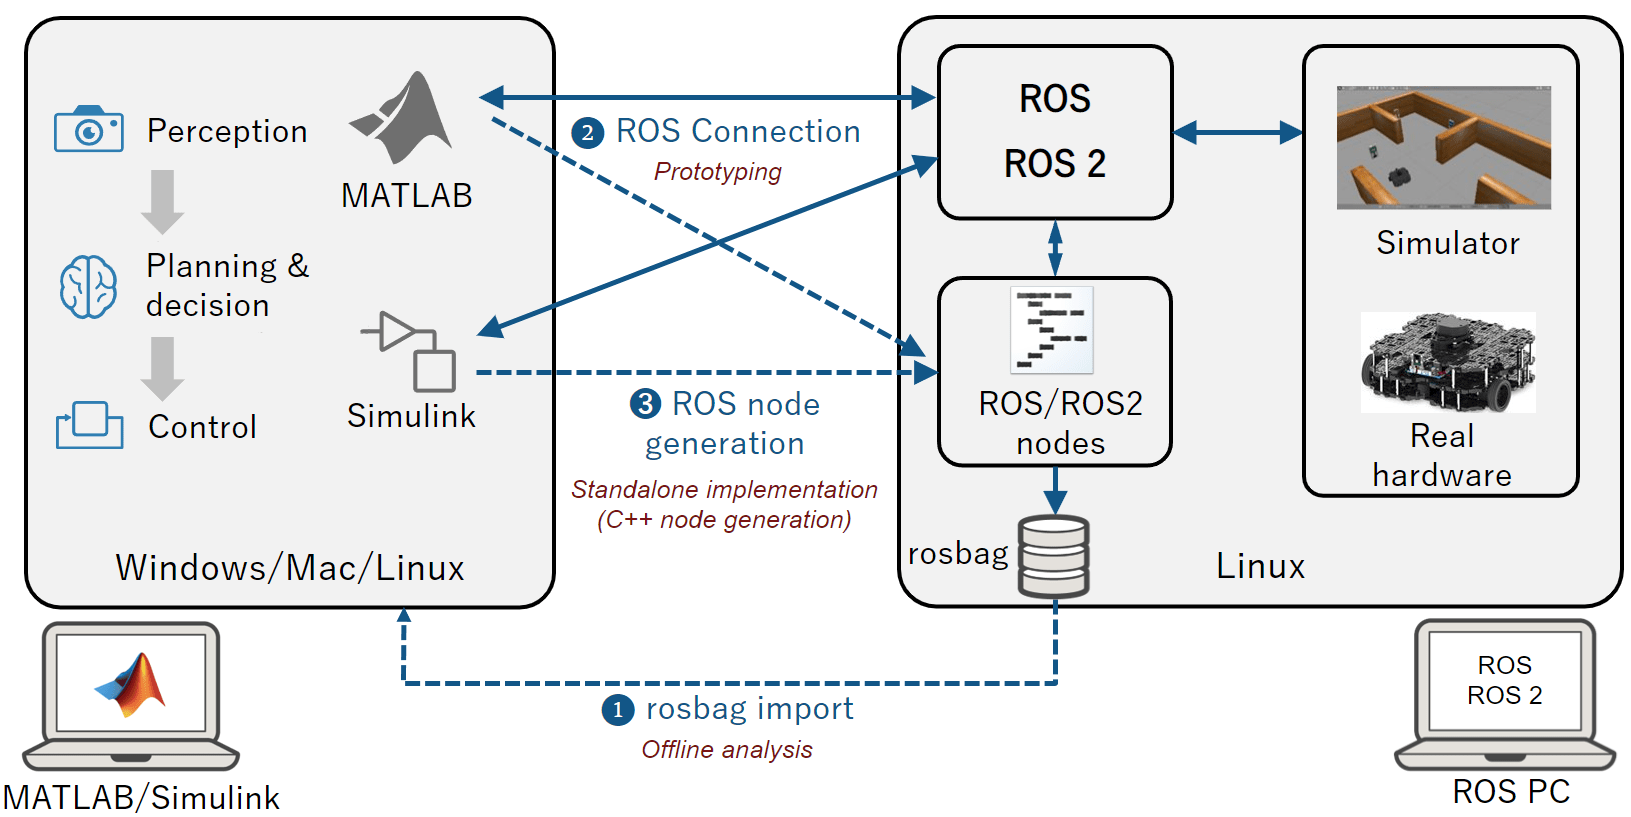 Perception
MATLAB
Planning &
decision
Simulink
Control
Windows/Mac/Linux
MATLAB/Simulink
2 ROS Connection
Prototyping
3 ROS node
generation
Standalone implementation
(C++ node generation)
1 rosbag import
Offline analysis
ROS
ROS 2
ROS/ROS2
nodes
rosbag
Simulator
Real
hardware
Linux
ROS
ROS 2
ROS PC